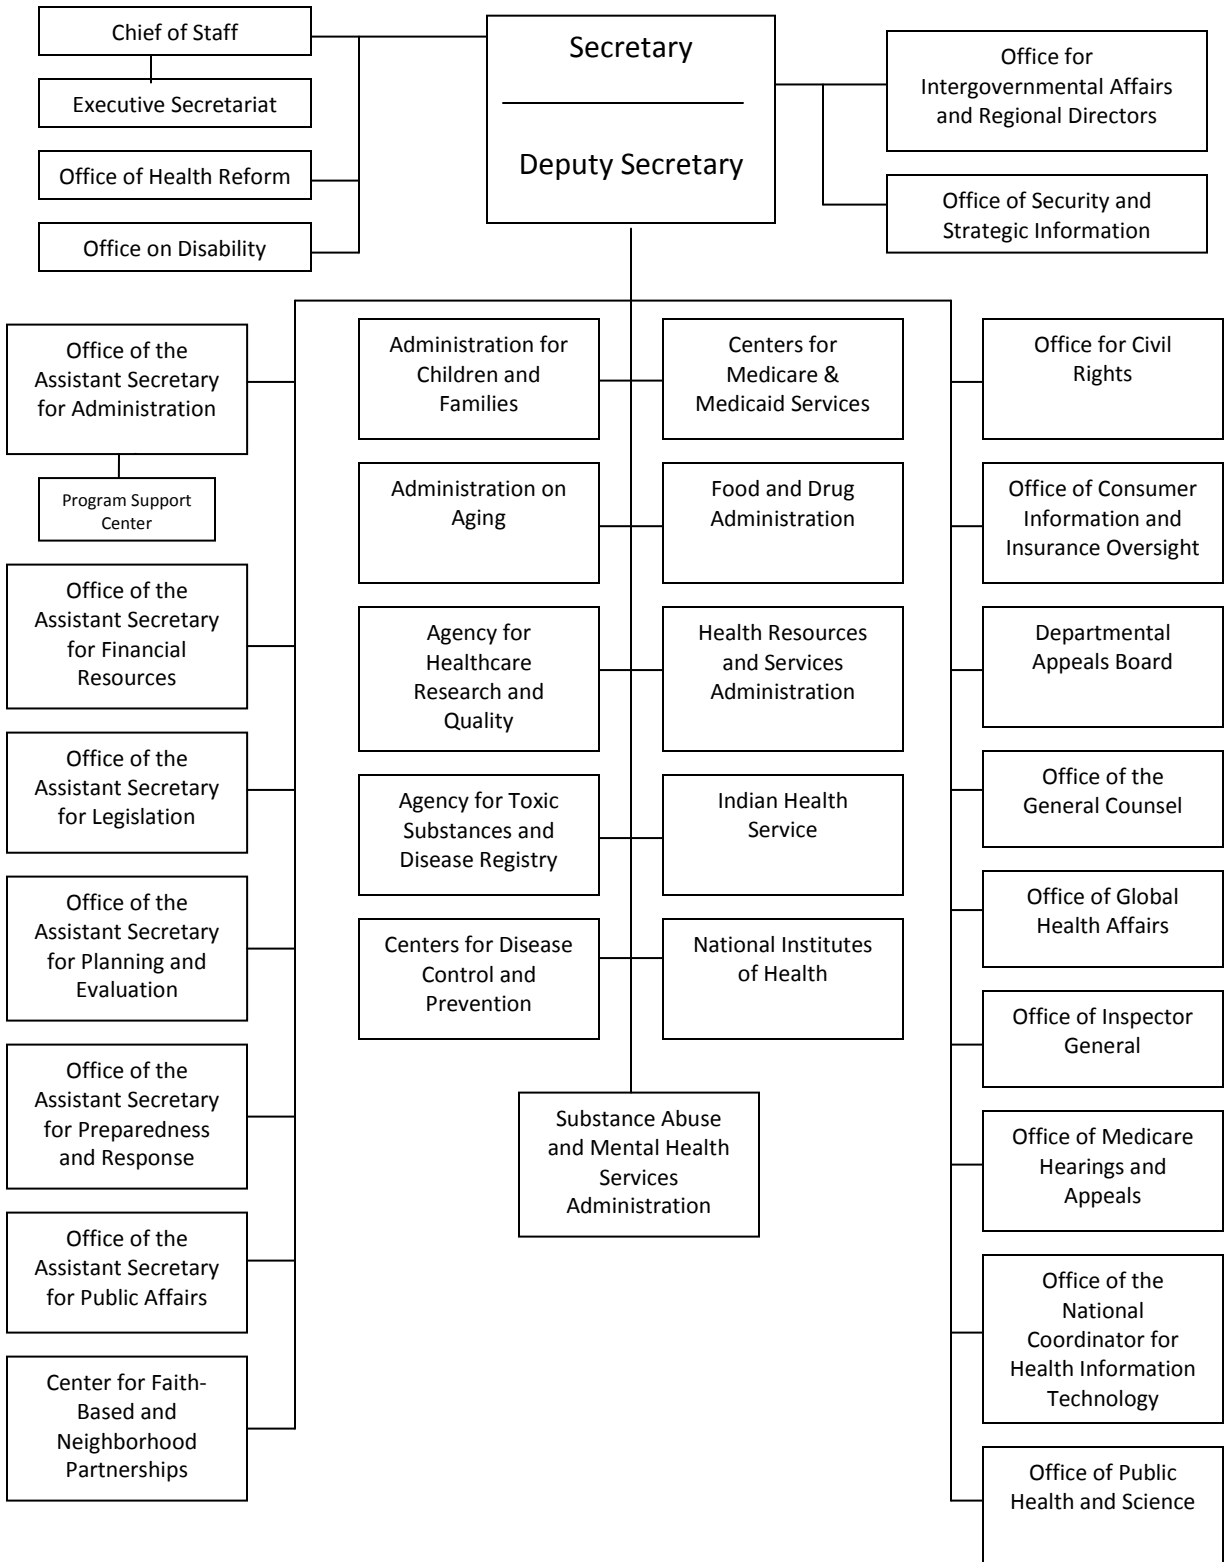 Chief of Staff
Executive Secretariat
Office of Health Reform
Office on Disability
Secretary
Deputy Secretary
Office for
Intergovernmental Affairs
and Regional Directors
Office of Security and
Strategic Information
Office of the
Assistant Secretary
for Administration
Program Support
Center
Office of the
Assistant Secretary
for Financial
Resources
Office of the
Assistant Secretary
for Legislation
Office of the
Assistant Secretary
for Planning and
Evaluation
Office of the
Assistant Secretary
for Preparedness
and Response
Office of the
Assistant Secretary
for Public Affairs
Center for Faith-
Based and
Neighborhood
Partnerships
Administration for
Children and
Families
Administration on
Aging
Agency for
Healthcare
Research and
Quality
Agency for Toxic
Substances and
Disease Registry
Centers for Disease
Control and
Prevention
Centers for
Medicare &
Medicaid Services
Food and Drug
Administration
Health Resources
and Services
Administration
Indian Health
Service
National Institutes
of Health
Substance Abuse
and Mental Health
Services
Administration
Office for Civil
Rights
Office of Consumer
Information and
Insurance Oversight
Departmental
Appeals Board
Office of the
General Counsel
Office of Global
Health Affairs
Office of Inspector
General
Office of Medicare
Hearings and
Appeals
Office of the
National
Coordinator for
Health Information
Technology
Office of Public
Health and Science